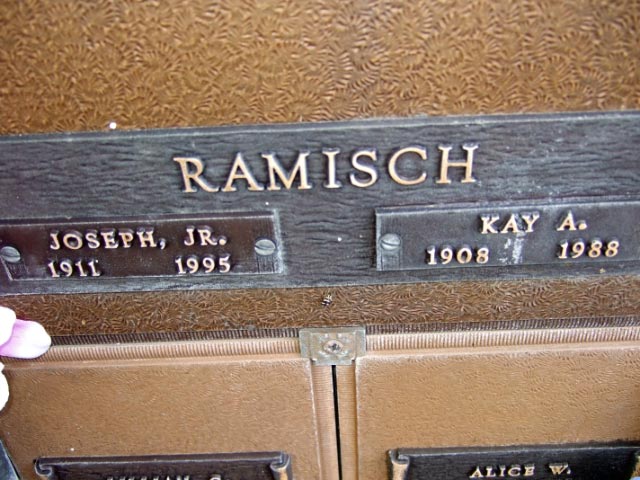 RAMISCH
JOSEPH, JR.
1911 1995
KAY A.
1908 1988
ALICE W.